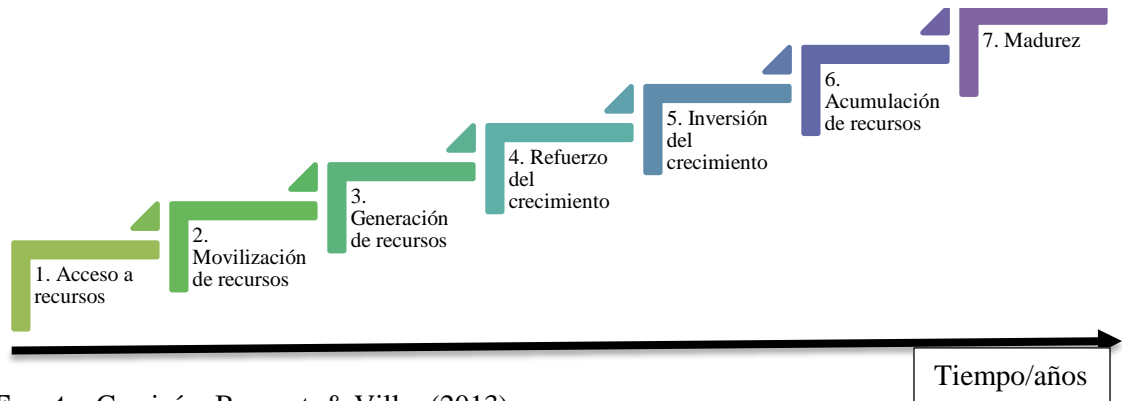 1. Acceso a
recursos
2.
Movilización
de recursos
3.
Generación
de recursos
4. Refuerzo
del
crecimiento
5. Inversión
del
crecimiento
6.
Acumulación
de recursos
7. Madurez
Tiempo/años
& (2013)